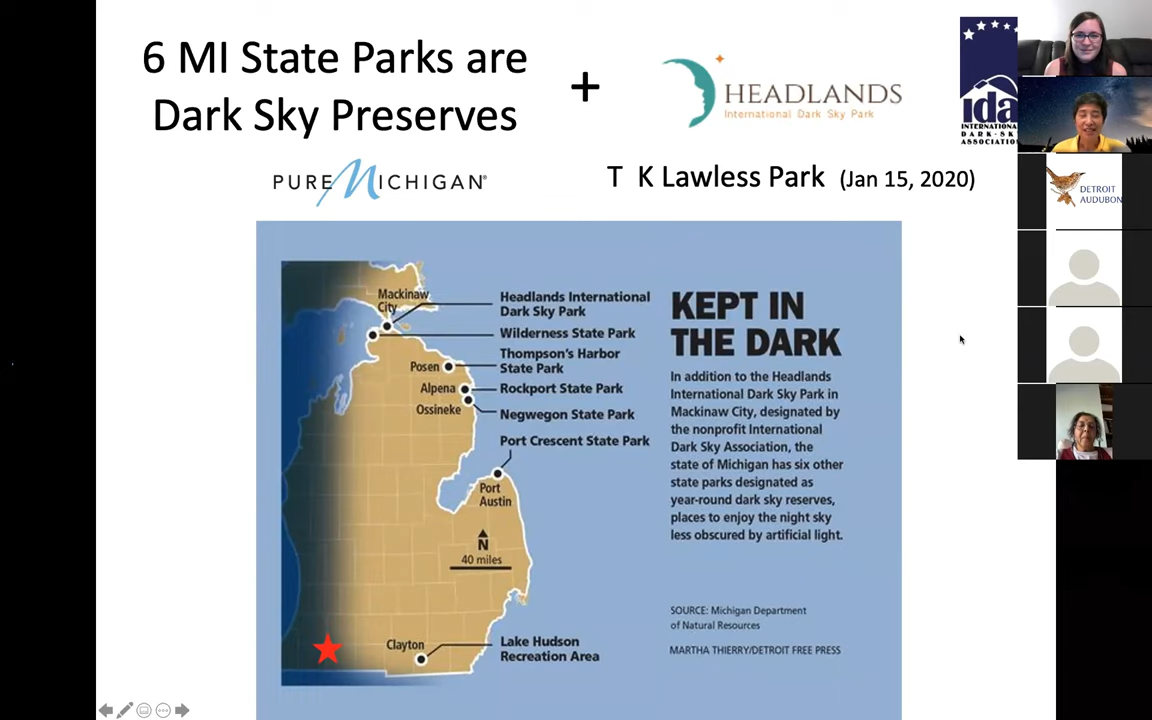 6 MI State Parks are
Dark Sky Preserves
+
HEADLANDS
International Dark Sky Park
ida
INTERNATIONAL
DARK-SK
ASSOCIATIO
PURE MICHIGAN®
T K Lawless Park (Jan 15, 2020)
DETROIT
AUDUBON
Mackinaw
City
Headlands International
Dark Sky Park
Wilderness State Park
Thompson's Harbor
State Park
Posen
Alpena
Rockport State Park
Ossineke
Negwegon State Park
Port Crescent State Park
Port
Austin
N
40 miles
Clayton
Lake Hudson
Recreation Area
KEPT IN
THE DARK
In addition to the Headlands
International Dark Sky Park in
Mackinaw City, designated by
the nonprofit International
Dark Sky Association, the
state of Michigan has six other
state parks designated as
year-round dark sky reserves,
places to enjoy the night sky
less obscured by artificial light.
SOURCE: Michigan Department
of Natural Resources
MARTHA THIERRY/DETROIT FREE PRESS